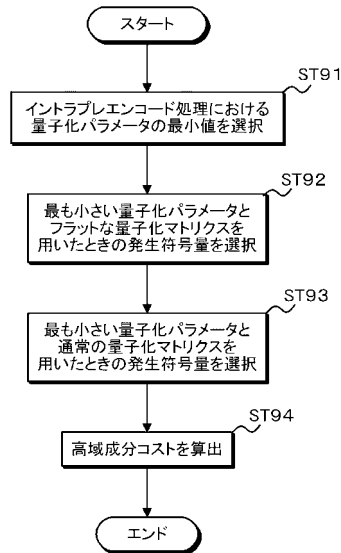 スタート
ST91
イントラプレエンコード処理における
量子化パラメータの最小値を選択
ST92
最も小さい量子化パラメータと
フラットな量子化マトリクスを
用いたときの発生符号量を選択
ST93
最も小さい量子化パラメータと
通常の量子化マトリクスを
用いたときの発生符号量を選択
ST94
高域成分コストを算出
エンド